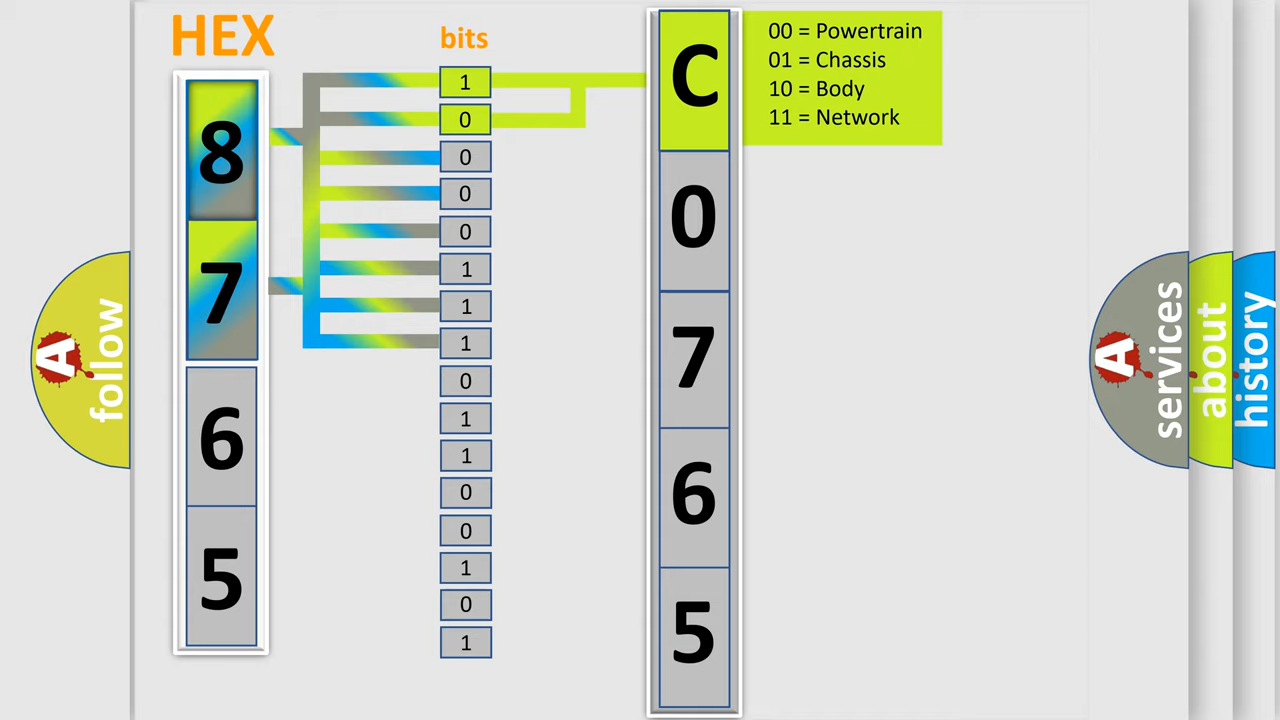 HEX
bits
8
7
6
5
1
0
0
0
0
1
1
1
0
1
1
0
0
1
0
1
C
0
7
6
5
00 = Powertrain
01 = Chassis
10 = Body
11 = Network
A
follow
A
services
about
history